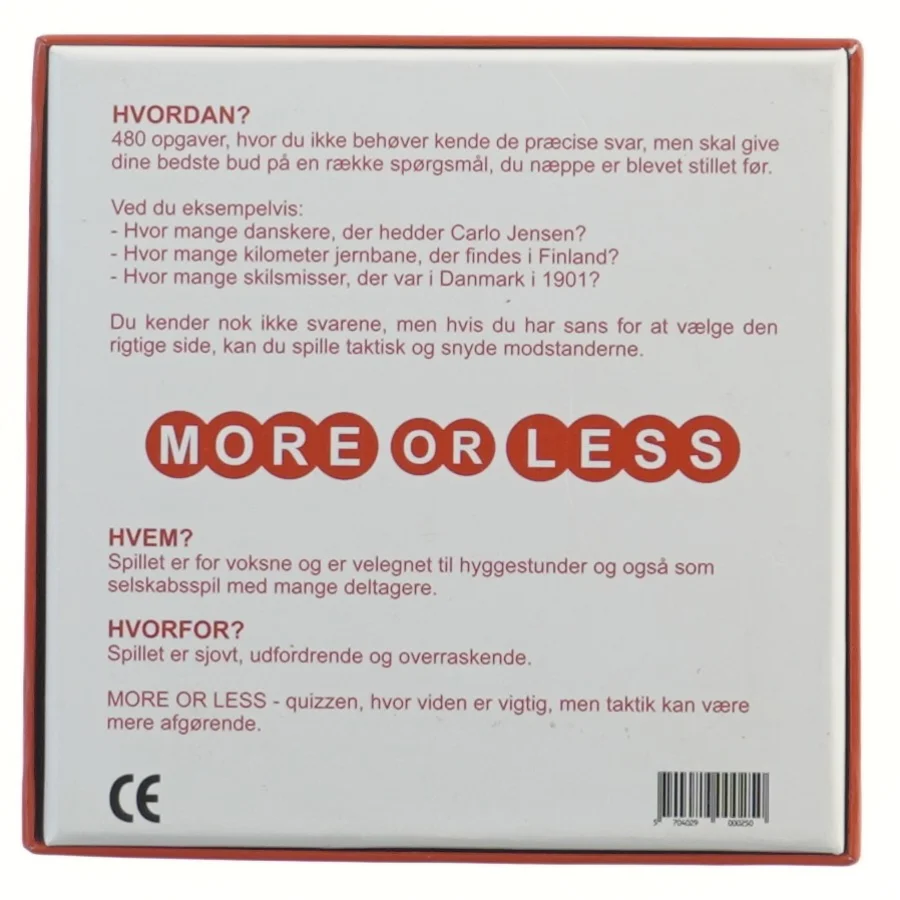 HVORDAN?
480 opgaver, hvor du ikke behøver kende de præcise svar, men skal give
dine bedste bud på en række spørgsmål, du næppe er blevet stillet før.
Ved du eksempelvis:
- Hvor mange danskere, der hedder Carlo Jensen?
- Hvor mange kilometer jernbane, der findes i Finland?
- Hvor mange skilsmisser, der var i Danmark i 1901?
Du kender nok ikke svarene, men hvis du har sans for at vælge den
rigtige side, kan du spille taktisk og snyde modstanderne.
MORE OR LESS
HVEM?
Spillet er for voksne og er velegnet til hyggestunder og også som
selskabsspil med mange deltagere.
HVORFOR?
Spillet er sjovt, udfordrende og overraskende.
MORE OR LESS - quizzen, hvor viden er vigtig, men taktik kan være
mere afgørende.
CE
5 704029 000250